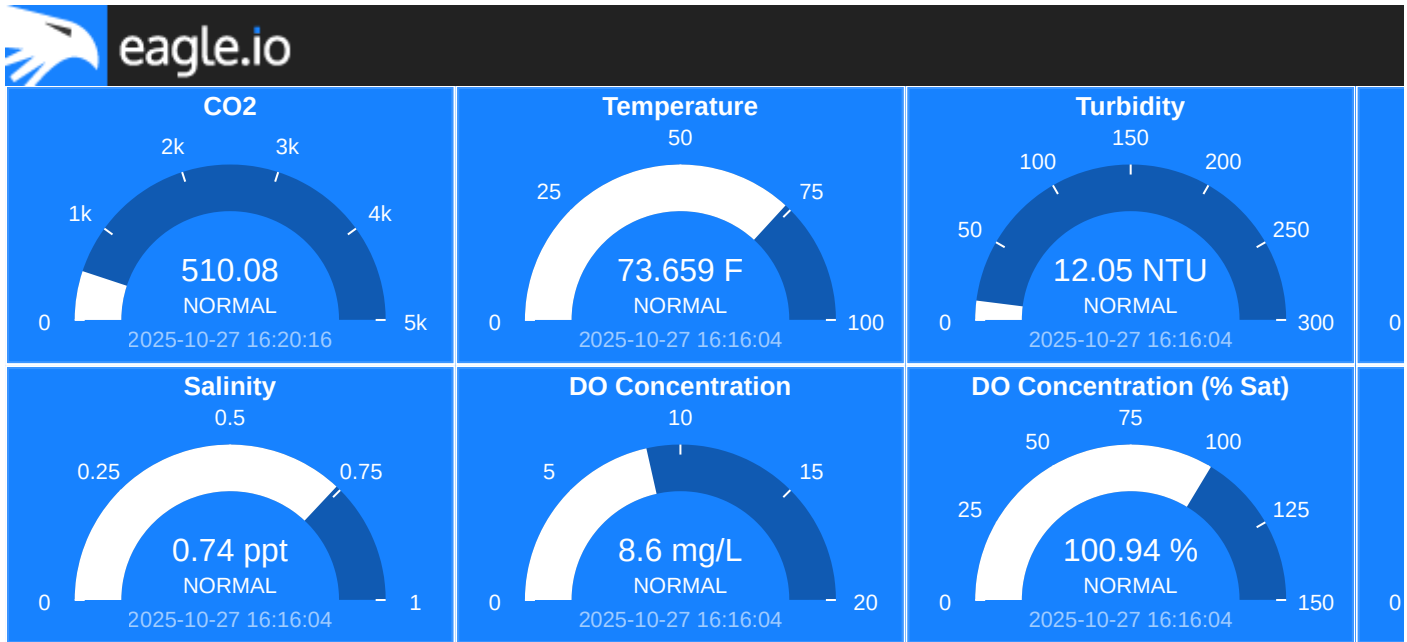 eagle.io
CO2
2k 3k
1k 4k
510.08
NORMAL
0 5k
2025-10-27 16:20:16
Temperature
50
25 75
73.659 F
NORMAL
0 100
2025-10-27 16:16:04
Turbidity
150
100 200
50 250
12.05 NTU
NORMAL
0 300
2025-10-27 16:16:04
0
Salinity
0.5
0.25 0.75
0.74 ppt
NORMAL
0 1
2025-10-27 16:16:04
DO Concentration
10
5 15
8.6 mg/L
NORMAL
0 20
2025-10-27 16:16:04
DO Concentration (% Sat)
75
50 100
25 125
100.94 %
NORMAL
0 150
2025-10-27 16:16:04
0